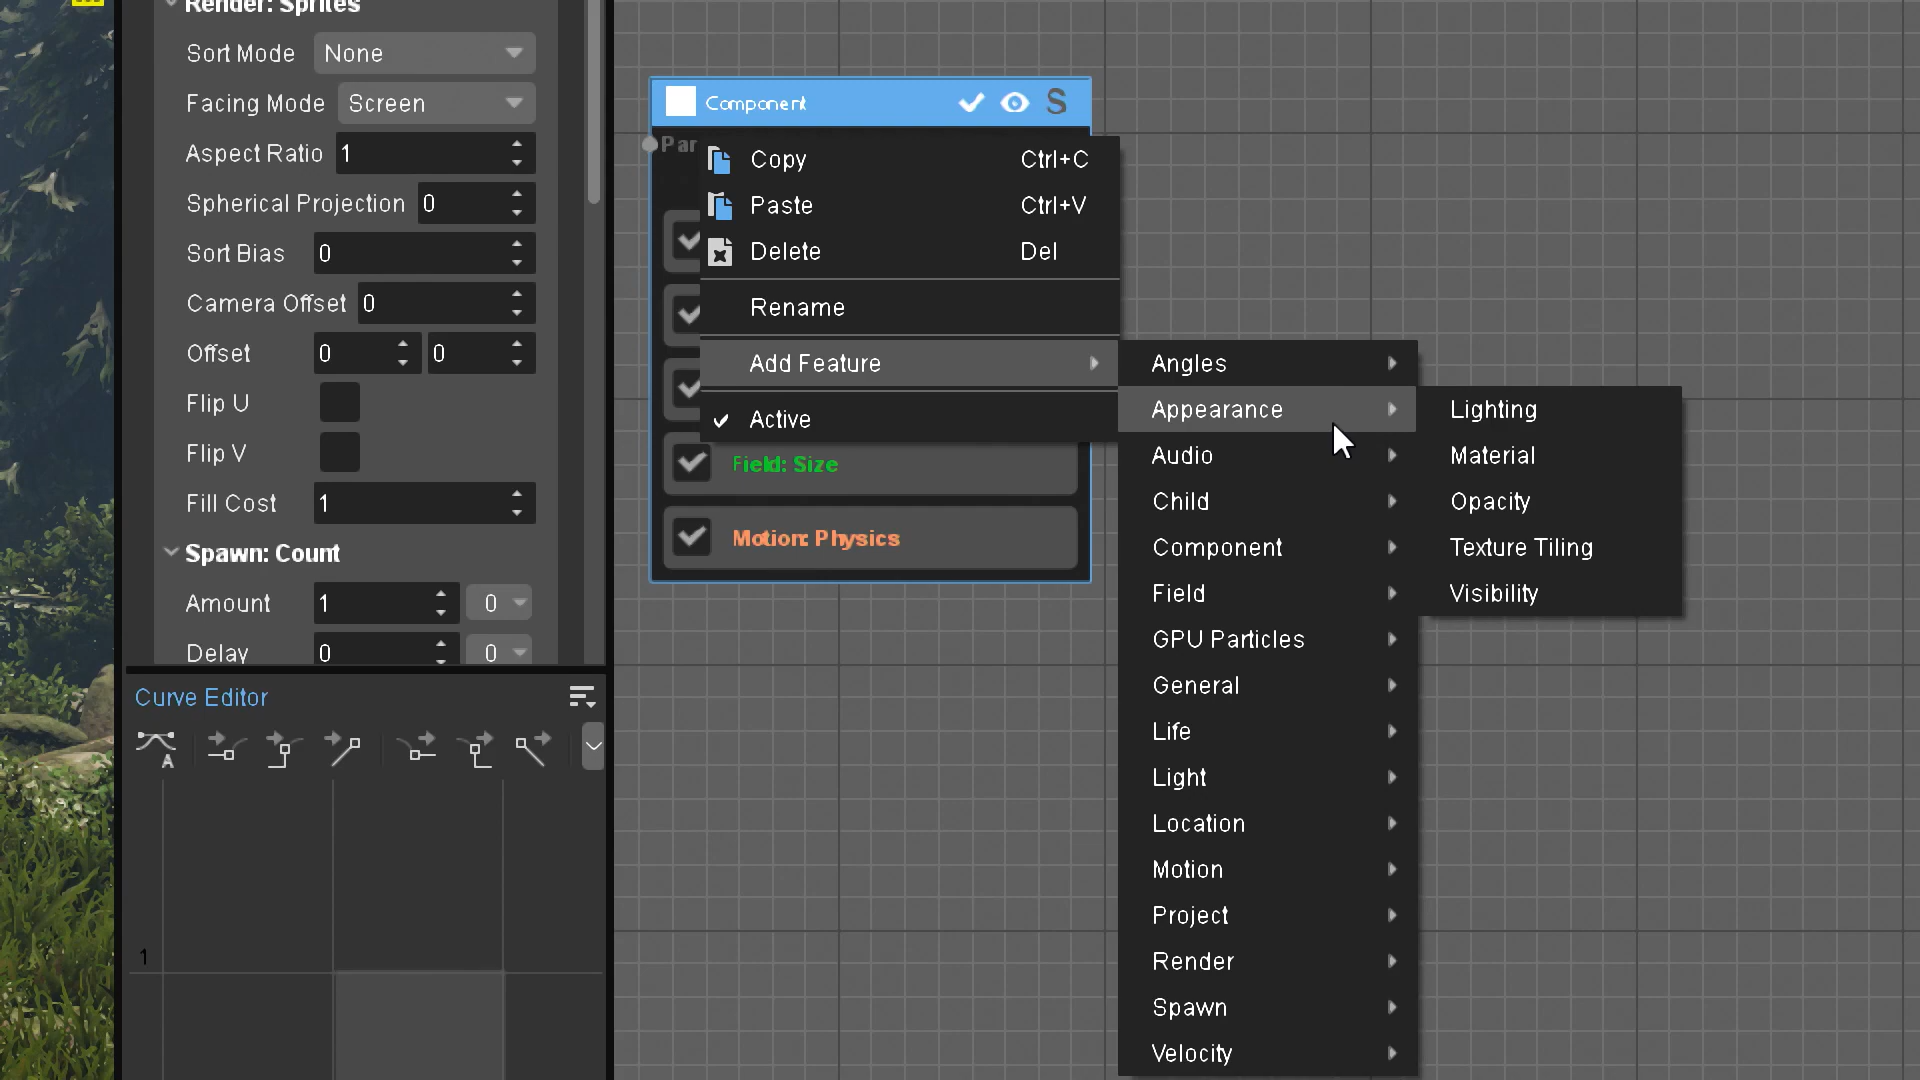 Render: Sprites
Sort Mode None
Facing Mode Screen
Aspect Ratio 1
Spherical Projection 0
Sort Bias 0
Camera Offset 0
Offset 0 0
Flip U
Flip V
Fill Cost 1
Spawn: Count
Amount 1 0
Delay 0 0
Curve Editor
A
1
Component S
Par
Copy Ctrl+C
Paste Ctrl+V
Delete Del
Rename
Add Feature
Active
Field: Size
Motion: Physics
Angles
Appearance
Audio
Child
Component
Field
GPU Particles
General
Life
Light
Location
Motion
Project
Render
Spawn
Velocity
Lighting
Material
Opacity
Texture Tiling
Visibility